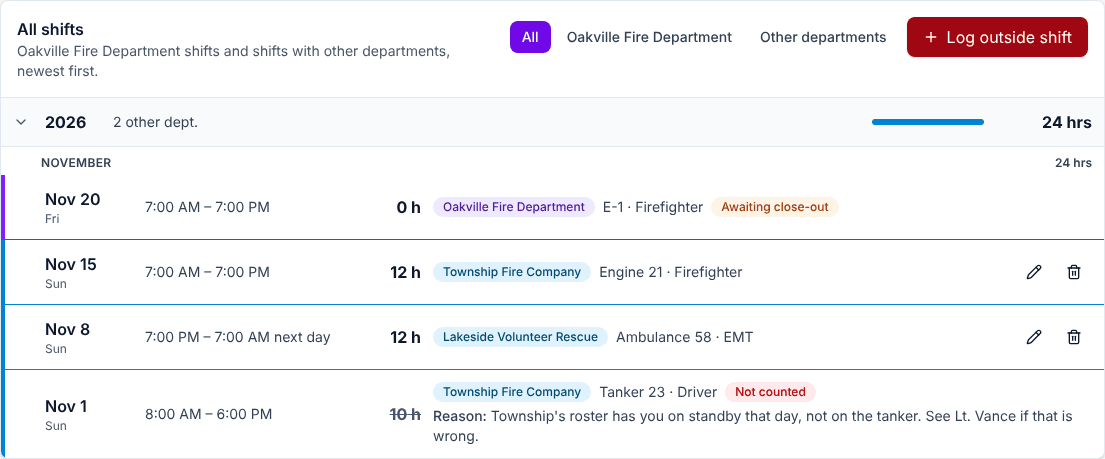 All shifts
Oakville Fire Department shifts and shifts with other departments,
newest first.
All
Oakville Fire Department
Other departments
+ Log outside shift
2026
2 other dept.
24 hrs
NOVEMBER
24 hrs
Nov 20
Fri
7:00 AM – 7:00 PM
0 h
Oakville Fire Department
E-1 · Firefighter
Awaiting close-out
Nov 15
Sun
7:00 AM – 7:00 PM
12 h
Township Fire Company
Engine 21 · Firefighter
Nov 8
Sun
7:00 PM – 7:00 AM next day
12 h
Lakeside Volunteer Rescue
Ambulance 58 · EMT
Nov 1
Sun
8:00 AM – 6:00 PM
10 h
Township Fire Company
Tanker 23 · Driver
Not counted
Reason: Township's roster has you on standby that day, not on the tanker. See Lt. Vance if that is
wrong.